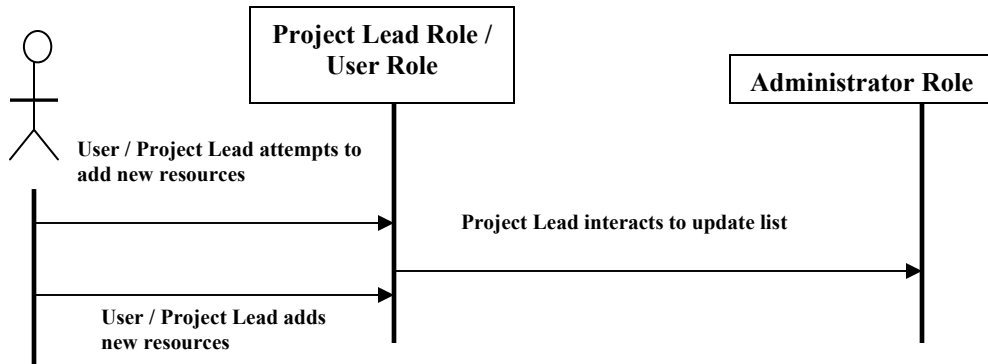 Project Lead Role /
User Role
Administrator Role
User / Project Lead attempts to
add new resources
Project Lead interacts to update list
User / Project Lead adds
new resources